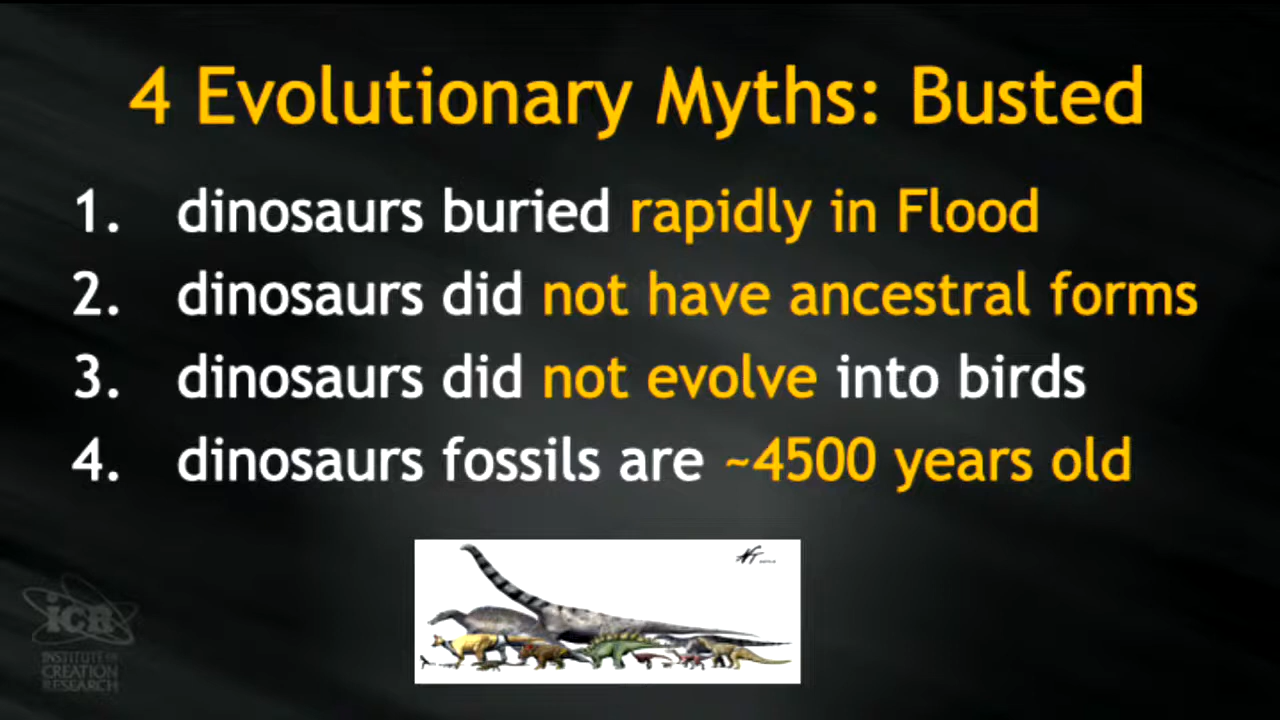 4 Evolutionary Myths: Busted
1. dinosaurs buried rapidly in Flood
2. dinosaurs did not have ancestral forms
3. dinosaurs did not evolve into birds
4. dinosaurs fossils are ~4500 years old
iCR
INSTITUTE for
CREATION
RESEARCH